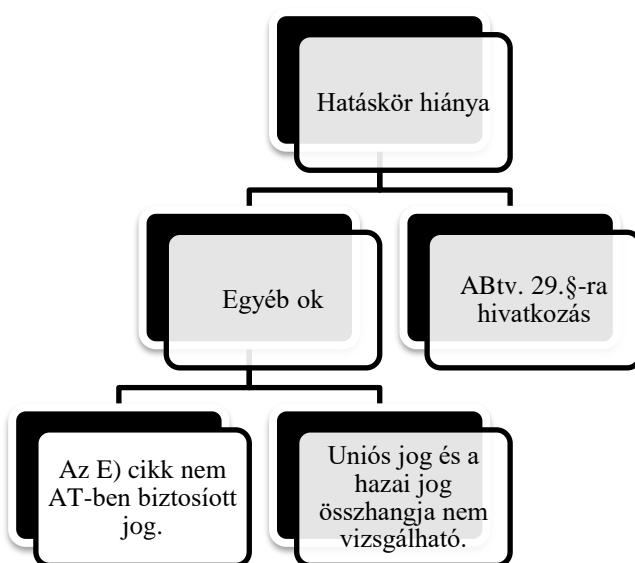 Hatáskör hiánya
Egyéb ok
ABtv. 29.§-ra
hivatkozás
Az E) cikk nem
AT-ben biztosíott
jog.
Uniós jog és a
hazai jog
összhangja nem
vizsgálható.